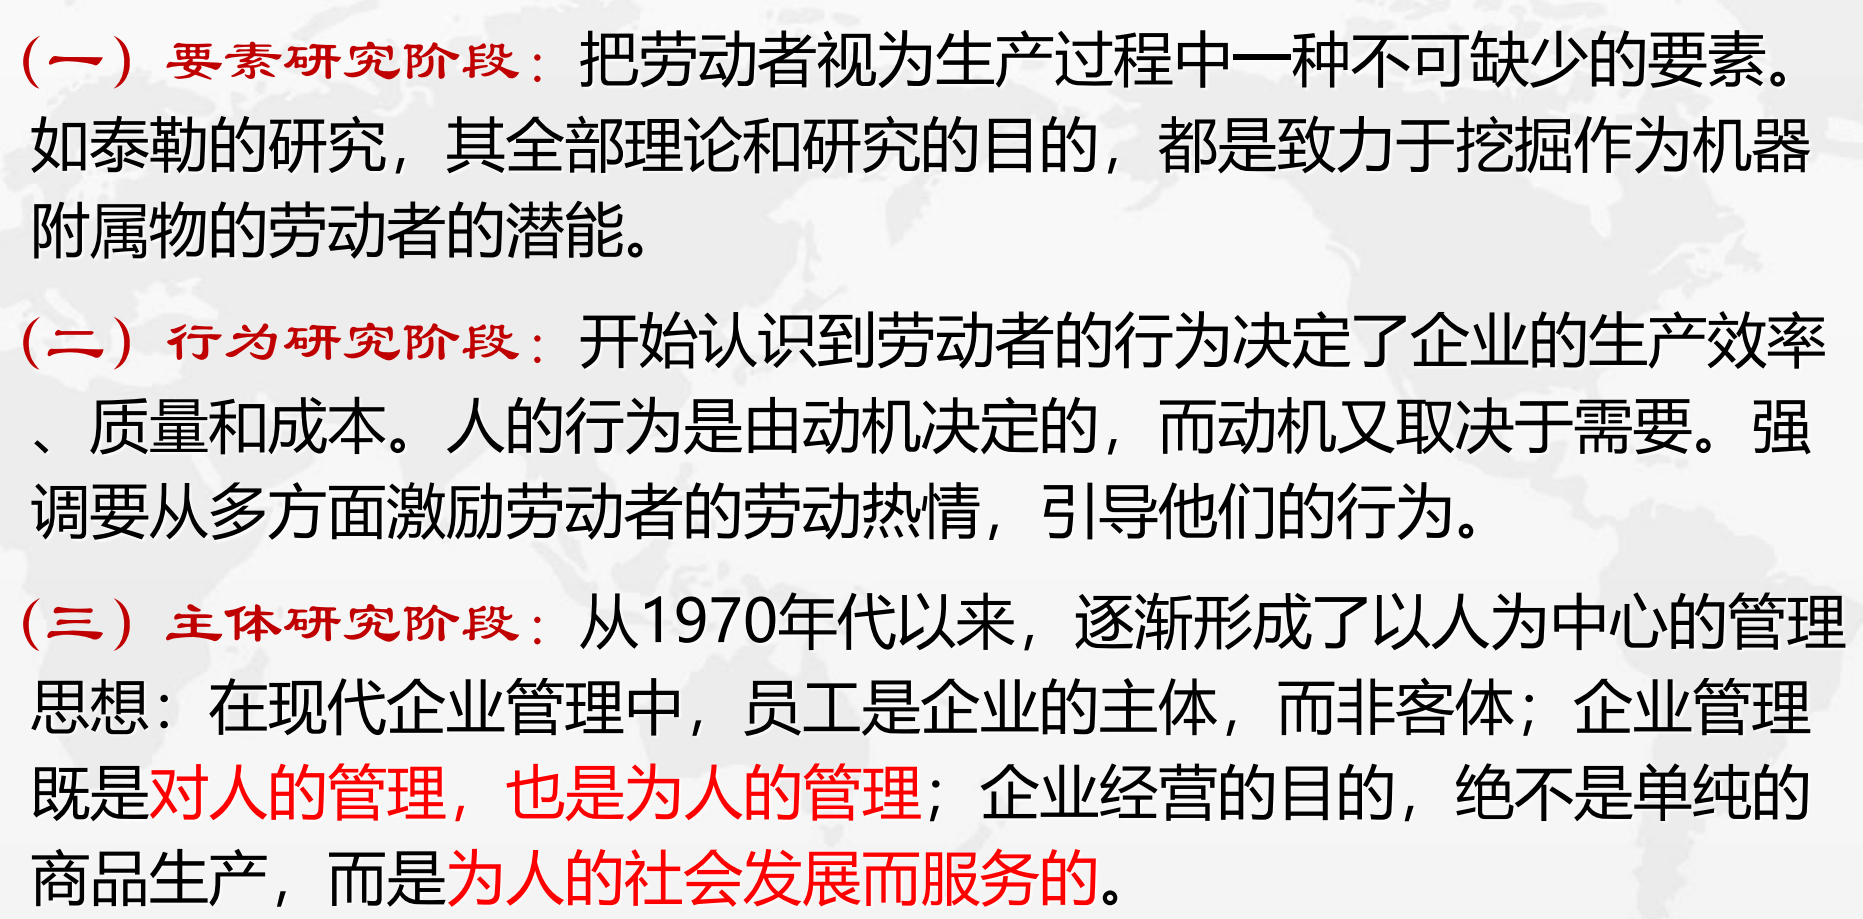 （一）要素研究阶段：把劳动者视为生产过程中一种不可缺少的要素。
如泰勒的研究，其全部理论和研究的目的，都是致力于挖掘作为机器
附属物的劳动者的潜能。
（二）行为研究阶段：开始认识到劳动者的行为决定了企业的生产效率
、质量和成本。人的行为是由动机决定的，而动机又取决于需要。强
调要从多方面激励劳动者的劳动热情，引导他们的行为。
（三）主体研究阶段：从1970年代以来，逐渐形成了以人为中心的管理
思想：在现代企业管理中，员工是企业的主体，而非客体；企业管理
既是对人的管理，也是为人的管理；企业经营的目的，绝不是单纯的
商品生产，而是为人的社会发展而服务的。